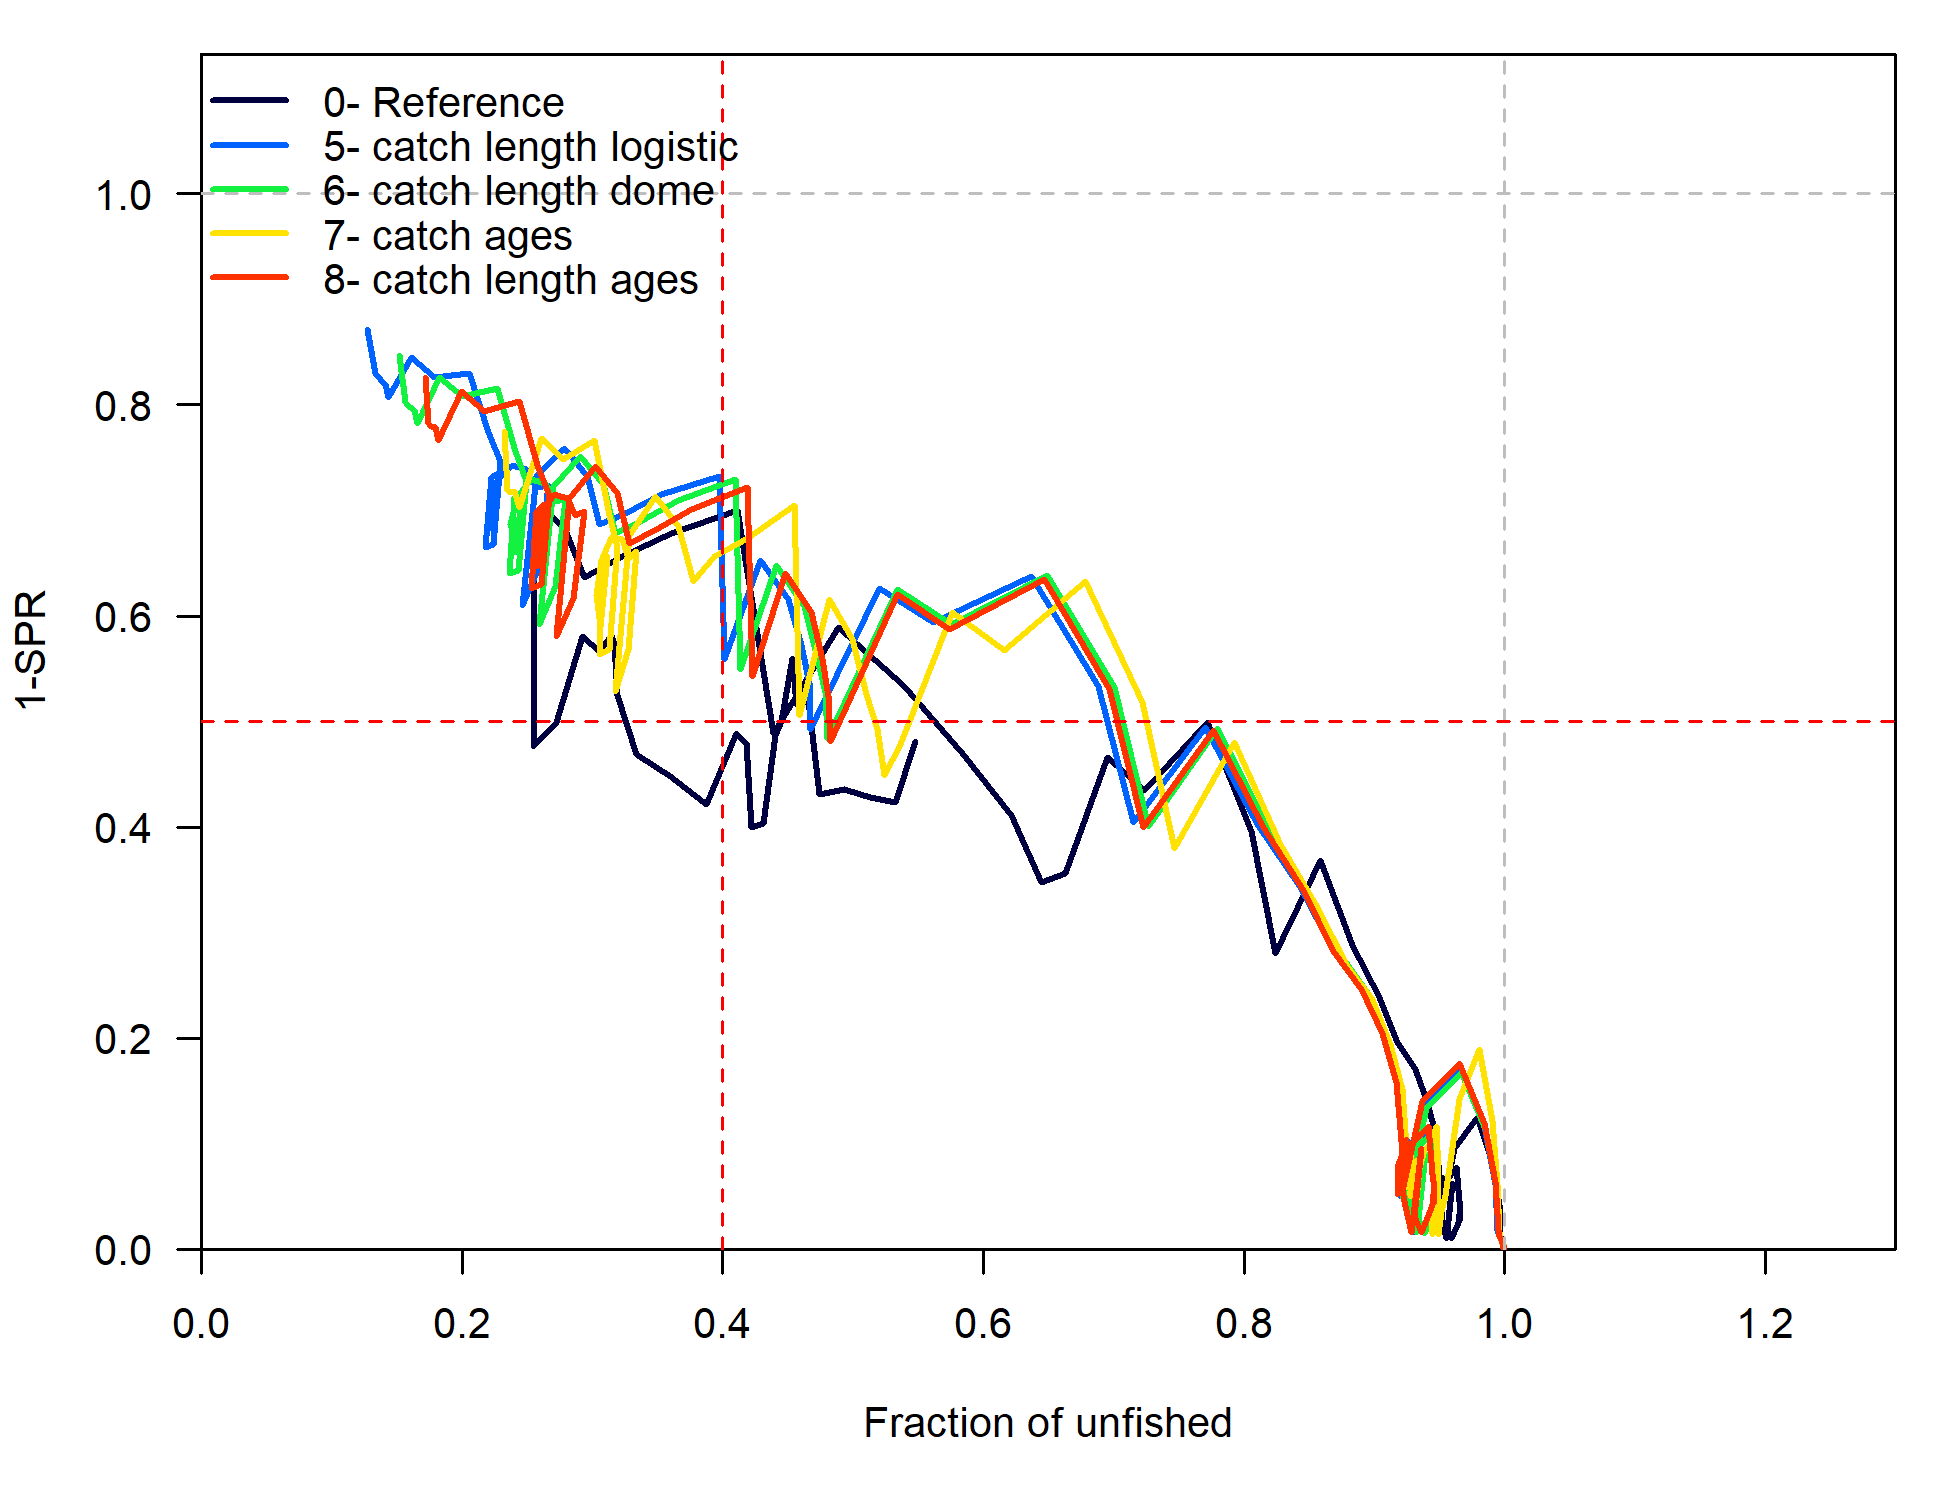 0- Reference
5- catch length logistic
6- catch length dome
7- catch ages
8- catch length ages
1-SPR
1.0
0.8
0.6
0.4
0.2
0.0
0.0 0.2 0.4 0.6 0.8 1.0 1.2
Fraction of unfished